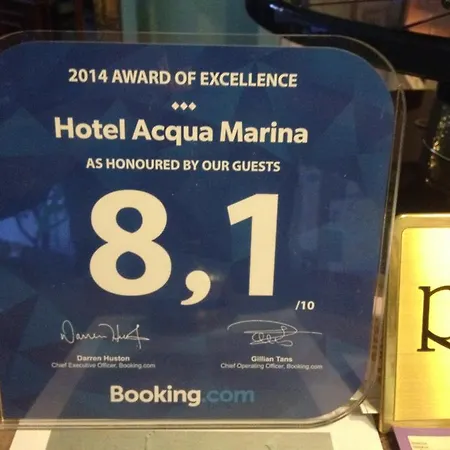 2014 AWARD OF EXCELLENCE
Hotel Acqua Marina
AS HONOURED BY OUR GUESTS
8,1
/10
Darren Huston
Chief Executive Officer, Booking.com
Gillian Tans
Chief Operating Officer, Booking.com
Booking.com
R